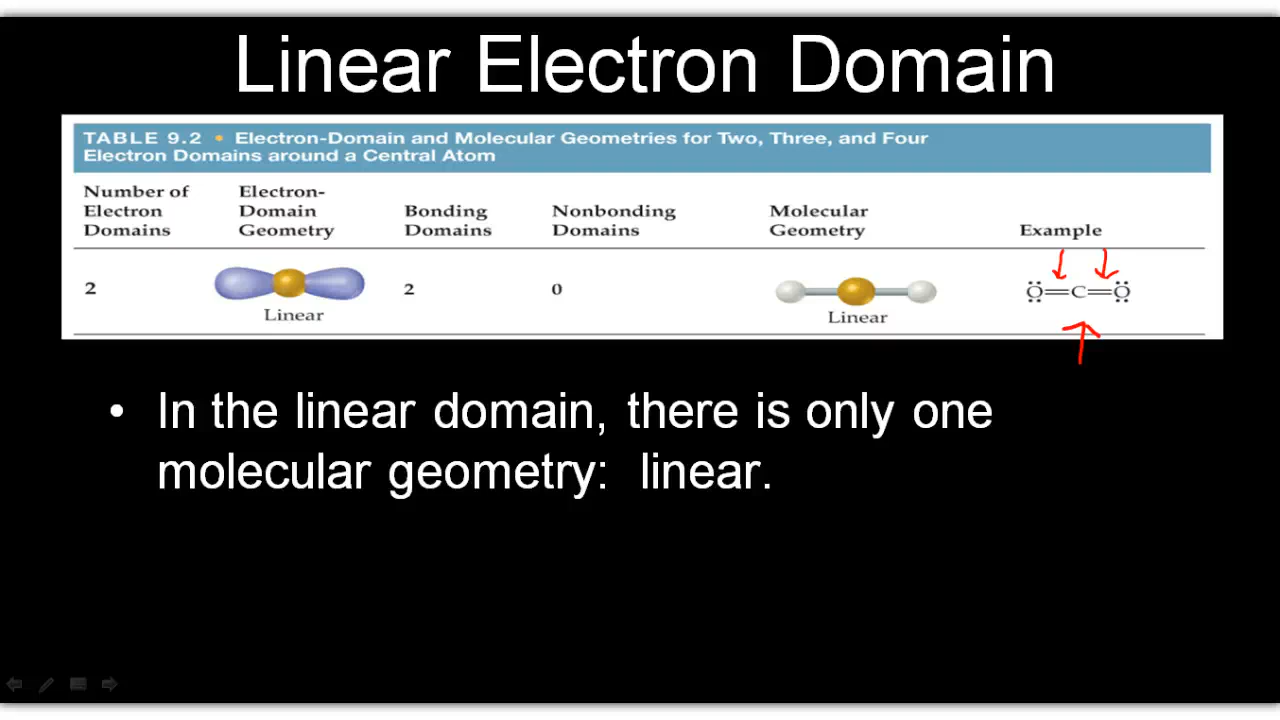 Linear Electron Domain
TABLE 9.2 • Electron-Domain and Molecular Geometries for Two, Three, and Four
Electron Domains around a Central Atom
Number of Electron Domains
Electron-Domain Geometry
Bonding Domains
Nonbonding Domains
Molecular Geometry
Example
2
Linear
2
0
Linear
Ö=C=Ö
• In the linear domain, there is only one
molecular geometry: linear.